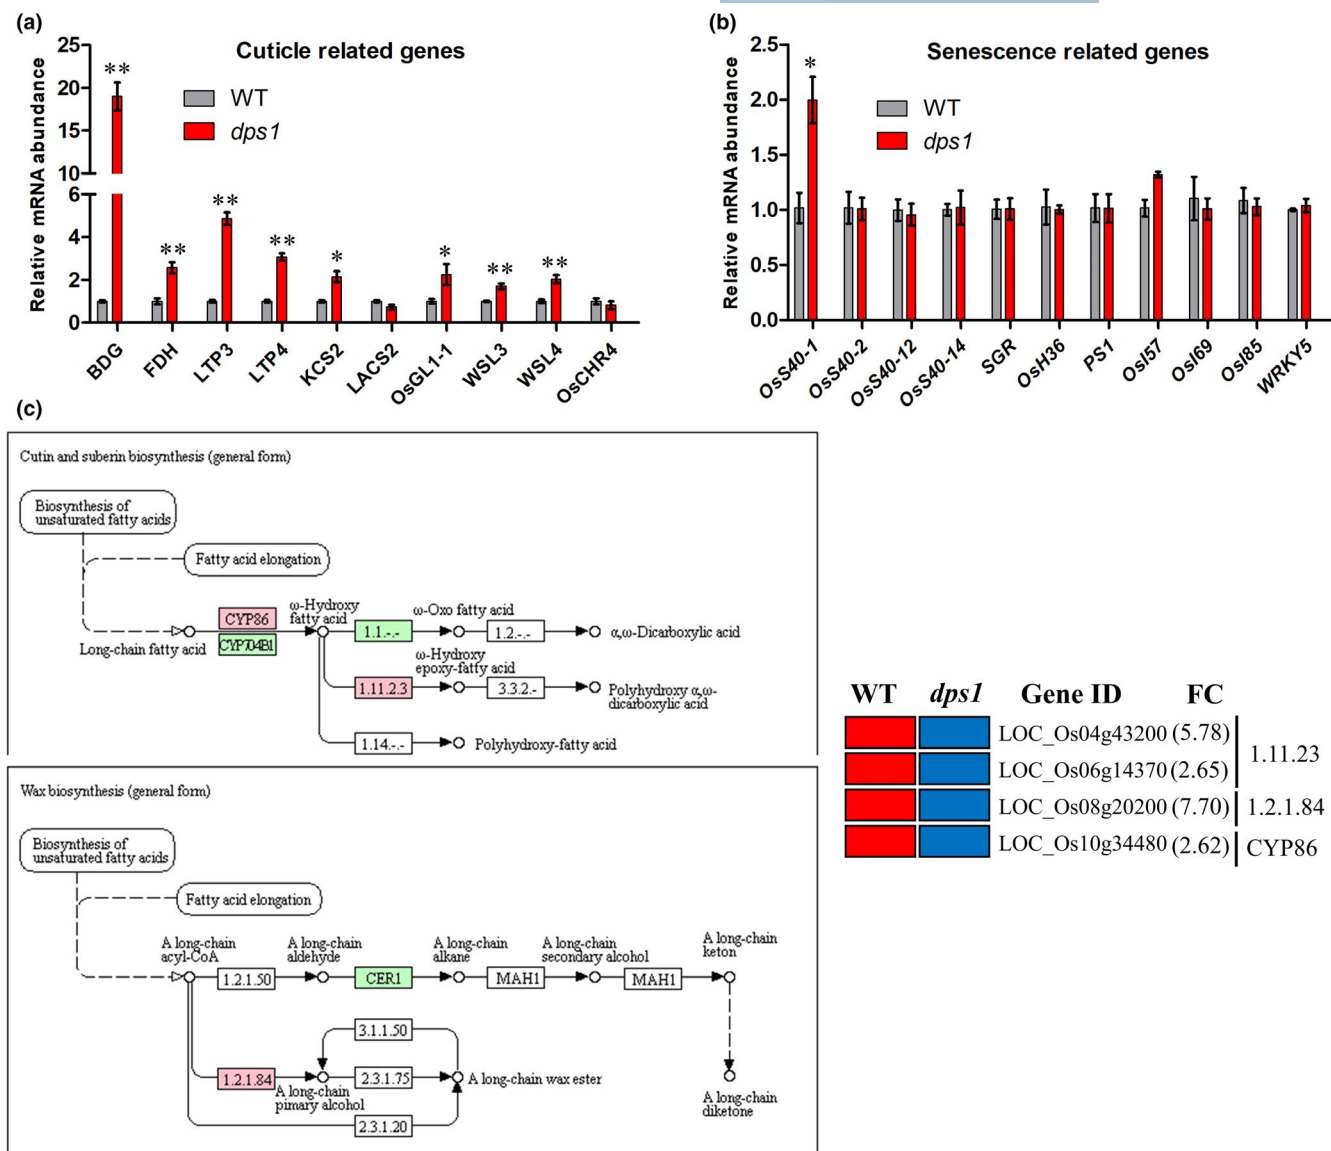 (a)
Cuticle related genes
Relative mRNA abundance
25
20
15
10
6
4
2
0
**
**
**
**
*
*
**
**
WT
dps1
BDG
FDH
LTP3
LTP4
KCS2
LACS2
OsGL1-1
WSL3
WSL4
OsCHR4
(b)
Senescence related genes
Relative mRNA abundance
2.5
2.0
1.5
1.0
0.5
0.0
*
WT
dps1
OsS40-1
OsS40-2
OsS40-12
OsS40-14
SGR
OsH36
PS1
OsI57
OsI69
OsI85
WRKY5
(c)
Cutin and suberin biosynthesis (general form)
Biosynthesis of
unsaturated fatty acids
Fatty acid elongation
Long-chain fatty acid
CYP86
CYP704B1
ω-Hydroxy
fatty acid
1.1.-.-
ω-Oxo fatty acid
1.2.-.-
α,ω-Dicarboxylic acid
1.11.2.3
ω-Hydroxy
epoxy-fatty acid
3.3.2.-
Polyhydroxy α,ω-
dicarboxylic acid
1.14.-.-
Polyhydroxy-fatty acid
Wax biosynthesis (general form)
Biosynthesis of
unsaturated fatty acids
Fatty acid elongation
A long-chain
acyl-CoA
1.2.1.50
A long-chain
aldehyde
CER1
A long-chain
alkane
MAH1
A long-chain
secondary alcohol
MAH1
A long-chain
keton
3.1.1.50
1.2.1.84
A long-chain
pimary alcohol
2.3.1.75
A long-chain wax ester
2.3.1.20
A long-chain
diketone
WT dps1 Gene ID FC
LOC_Os04g43200 (5.78)
LOC_Os06g14370 (2.65)
1.11.23
LOC_Os08g20200 (7.70) 1.2.1.84
LOC_Os10g34480 (2.62) CYP86